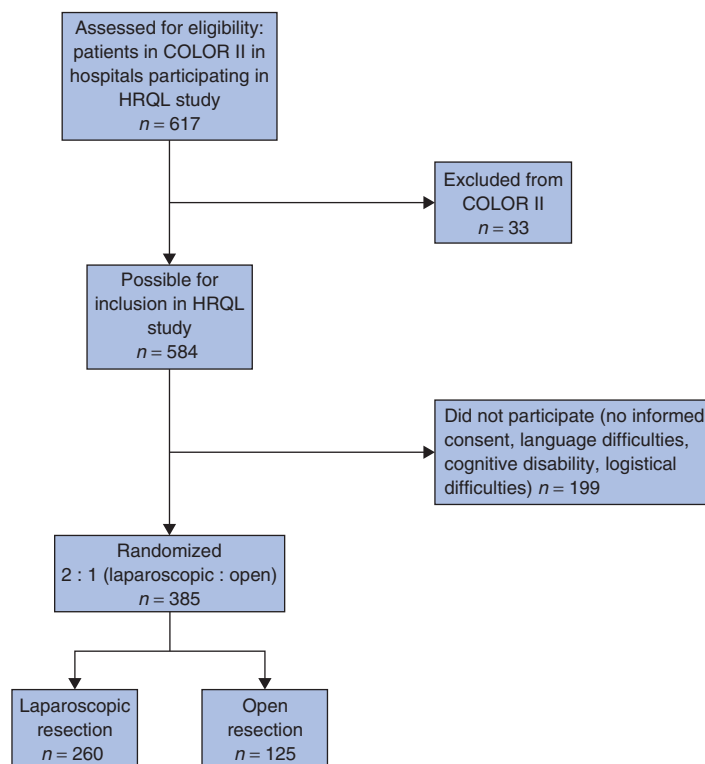 Assessed for eligibility:
patients in COLOR II in
hospitals participating in
HRQL study
n = 617
Excluded from
COLOR II
n = 33
Possible for
inclusion in HRQL
study
n = 584
Did not participate (no informed
consent, language difficulties,
cognitive disability, logistical
difficulties) n = 199
Randomized
2 : 1 (laparoscopic : open)
n = 385
Laparoscopic
resection
n = 260
Open
resection
n = 125